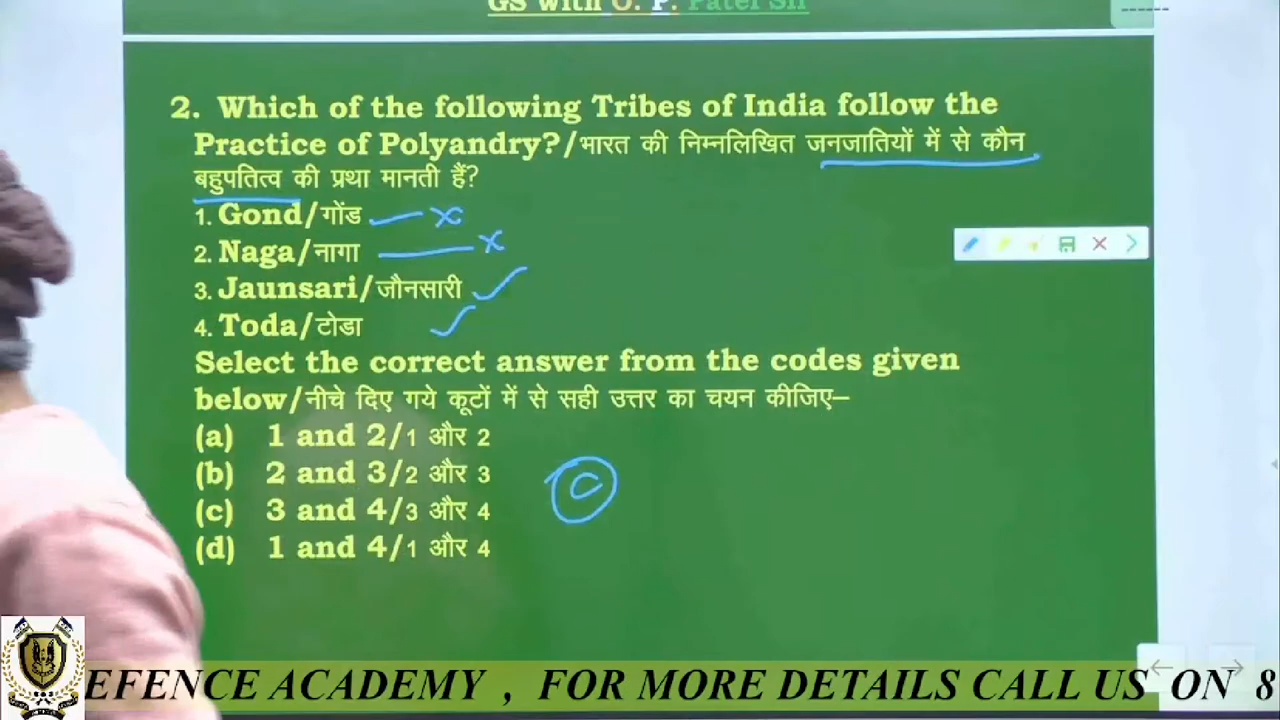 GS with O. P. Patel Sir
2. Which of the following Tribes of India follow the
Practice of Polyandry?/भारत की निम्नलिखित जनजातियों में से कौन
बहुपतित्व की प्रथा मानती हैं?
1. Gond/गोंड
2. Naga/नागा
3. Jaunsari/जौनसारी
4. Toda/टोडा
Select the correct answer from the codes given
below/नीचे दिए गये कूटों में से सही उत्तर का चयन कीजिए–
(a) 1 and 2/1 और 2
(b) 2 and 3/2 और 3
(c) 3 and 4/3 और 4
(d) 1 and 4/1 और 4
C
EFENCE ACADEMY , FOR MORE DETAILS CALL US ON 8